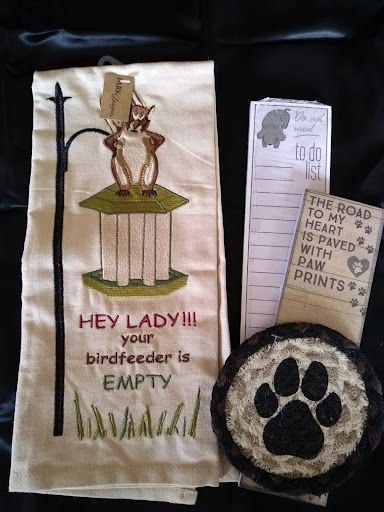 HEY LADY!!!
your
birdfeeder is
EMPTY
Do not
want
to do
list
THE ROAD
TO MY
HEART
IS PAVED
WITH
PAW
PRINTS